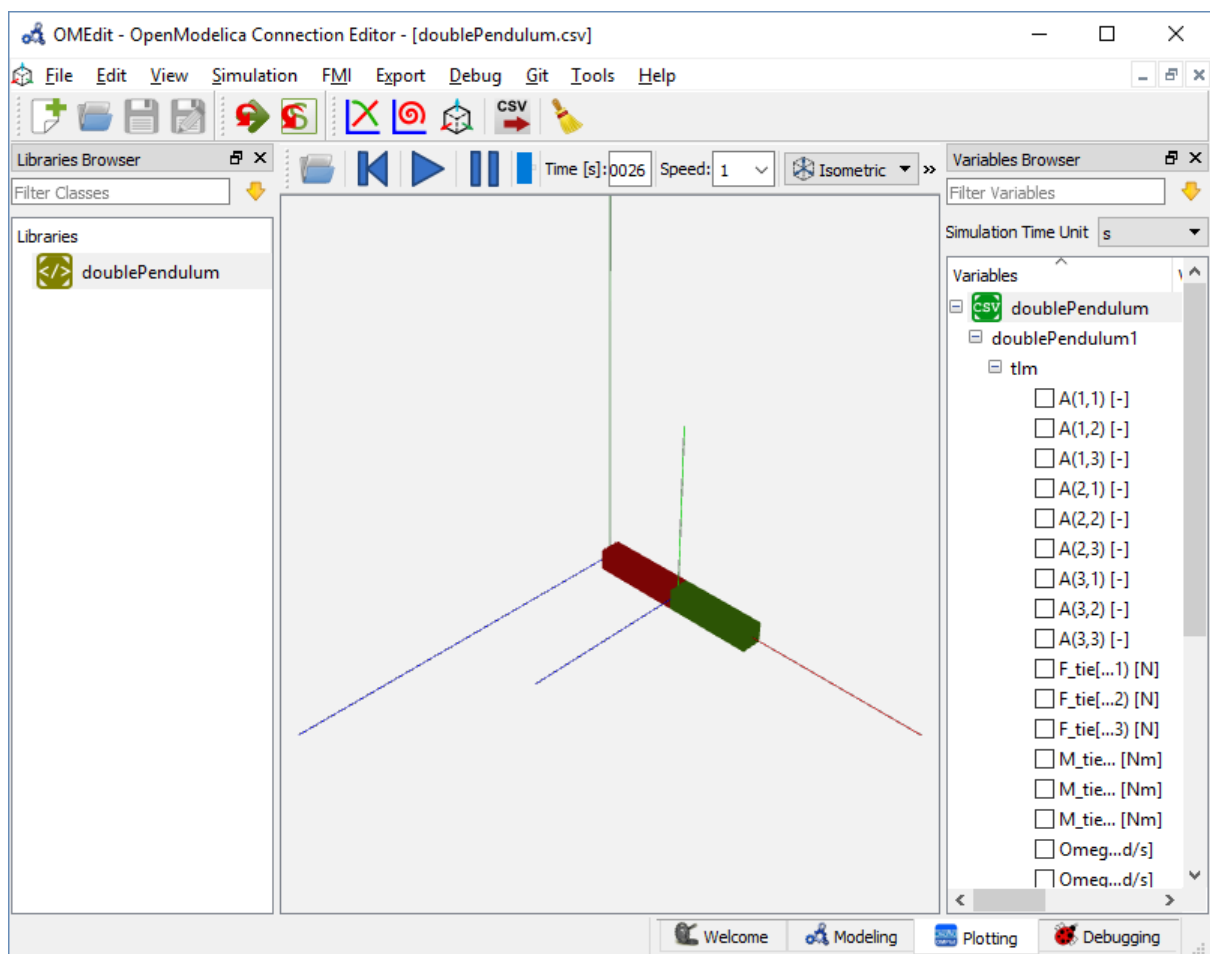 OMEdit - OpenModelica Connection Editor - [doublePendulum.csv]
File Edit View Simulation FMI Export Debug Git Tools Help
CSV
Libraries Browser
Filter Classes
Libraries
</> doublePendulum
Time [s]: 0026 Speed: 1 Isometric »
Variables Browser
Filter Variables
Simulation Time Unit s
Variables
CSV doublePendulum
doublePendulum1
tlm
A(1,1) [-]
A(1,2) [-]
A(1,3) [-]
A(2,1) [-]
A(2,2) [-]
A(2,3) [-]
A(3,1) [-]
A(3,2) [-]
A(3,3) [-]
F_tie[...1) [N]
F_tie[...2) [N]
F_tie[...3) [N]
M_tie... [Nm]
M_tie... [Nm]
M_tie... [Nm]
Omeg...d/s]
Omeg...d/s]
Welcome Modeling Plotting Debugging